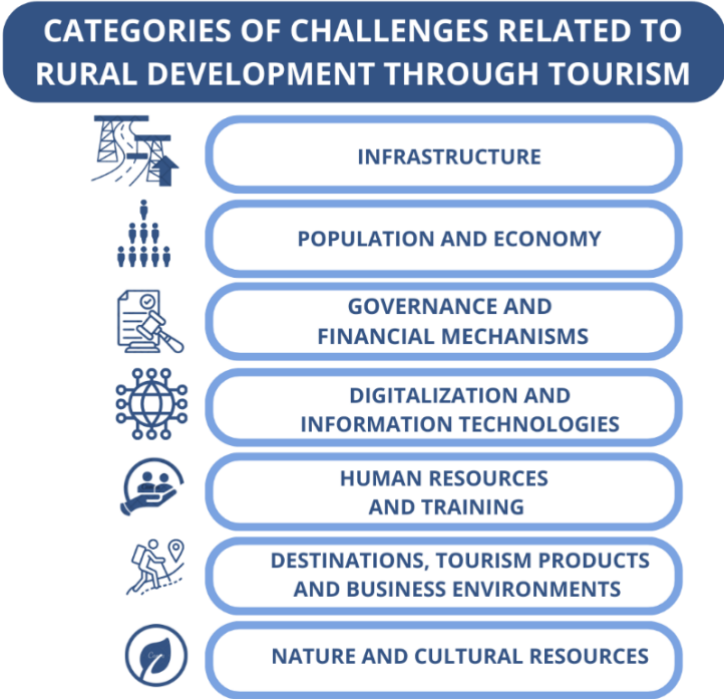 CATEGORIES OF CHALLENGES RELATED TO
RURAL DEVELOPMENT THROUGH TOURISM
INFRASTRUCTURE
POPULATION AND ECONOMY
GOVERNANCE AND
FINANCIAL MECHANISMS
DIGITALIZATION AND
INFORMATION TECHNOLOGIES
HUMAN RESOURCES
AND TRAINING
DESTINATIONS, TOURISM PRODUCTS
AND BUSINESS ENVIRONMENTS
NATURE AND CULTURAL RESOURCES